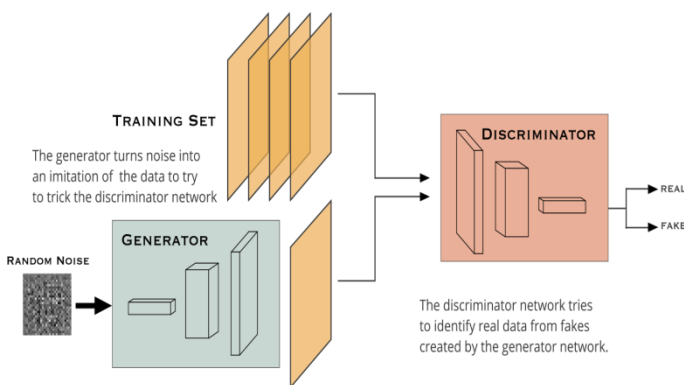 TRAINING SET
The generator turns noise into
an imitation of the data to try
to trick the discriminator network
GENERATOR
RANDOM NOISE
DISCRIMINATOR
REAL
FAKE
The discriminator network tries
to identify real data from fakes
created by the generator network.